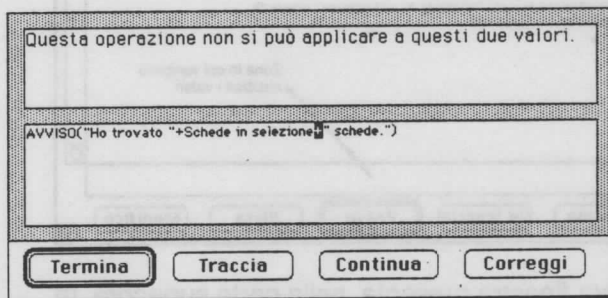 Questa operazione non si può applicare a questi due valori.
AVVISO("Ho trovato "+Schede in selezione+" schede.")
Termina Traccia Continua Correggi